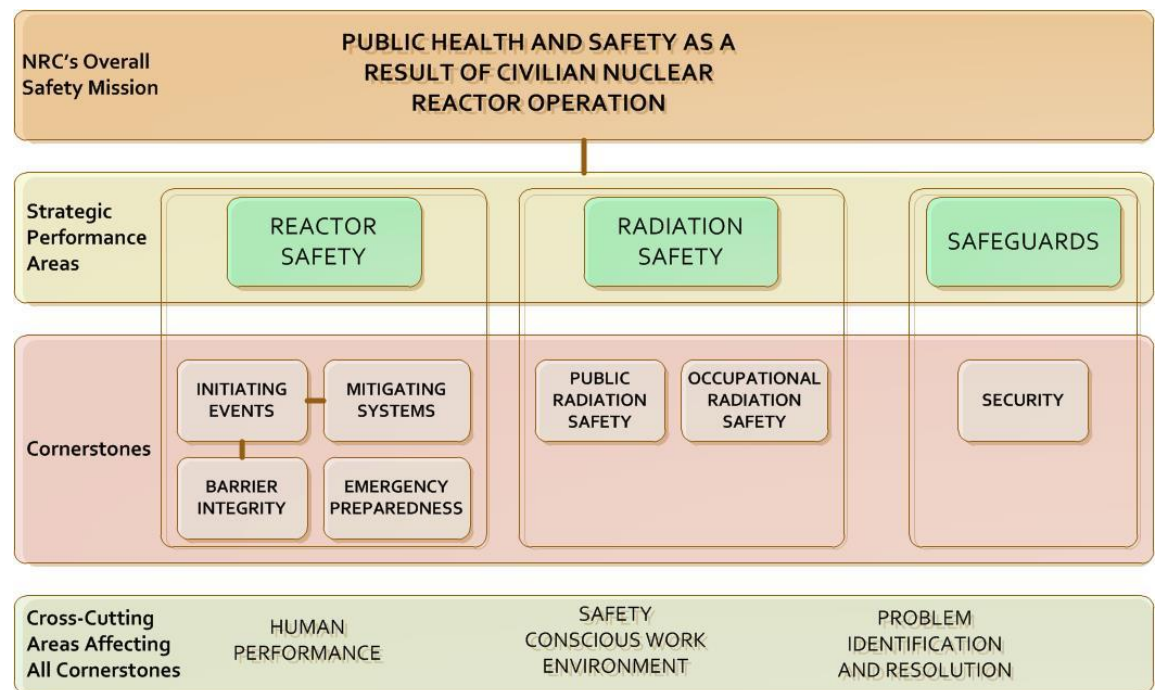 NRC's Overall
Safety Mission
PUBLIC HEALTH AND SAFETY AS A
RESULT OF CIVILIAN NUCLEAR
REACTOR OPERATION
Strategic
Performance
Areas
REACTOR
SAFETY
RADIATION
SAFETY
SAFEGUARDS
Cornerstones
INITIATING
EVENTS
MITIGATING
SYSTEMS
BARRIER
INTEGRITY
EMERGENCY
PREPAREDNESS
PUBLIC
RADIATION
SAFETY
OCCUPATIONAL
RADIATION
SAFETY
SECURITY
Cross-Cutting
Areas Affecting
All Cornerstones
HUMAN
PERFORMANCE
SAFETY
CONSCIOUS WORK
ENVIRONMENT
PROBLEM
IDENTIFICATION
AND RESOLUTION